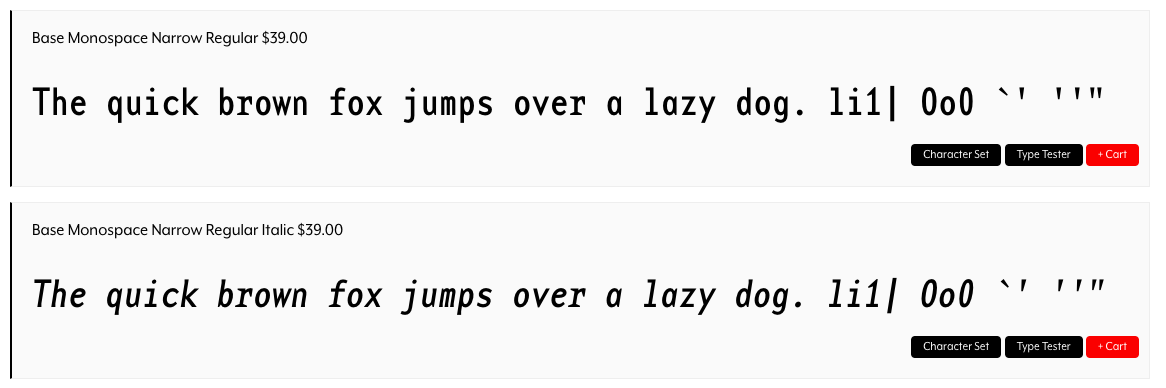 Base Monospace Narrow Regular $39.00
The quick brown fox jumps over a lazy dog. li1| OoO `' ''"
Character Set Type Tester + Cart
Base Monospace Narrow Regular Italic $39.00
The quick brown fox jumps over a lazy dog. li1| OoO `' ''"
Character Set Type Tester + Cart